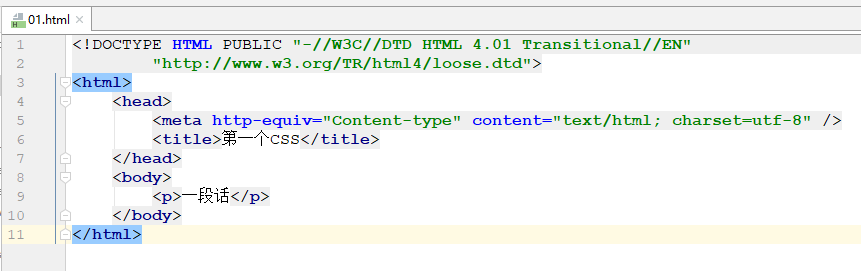 01.html
1 <!DOCTYPE HTML PUBLIC "-//W3C//DTD HTML 4.01 Transitional//EN"
2 "http://www.w3.org/TR/html4/loose.dtd">
3 <html>
4 <head>
5 <meta http-equiv="Content-type" content="text/html; charset=utf-8" />
6 <title>第一个CSS</title>
7 </head>
8 <body>
9 <p>一段话</p>
10 </body>
11 </html>